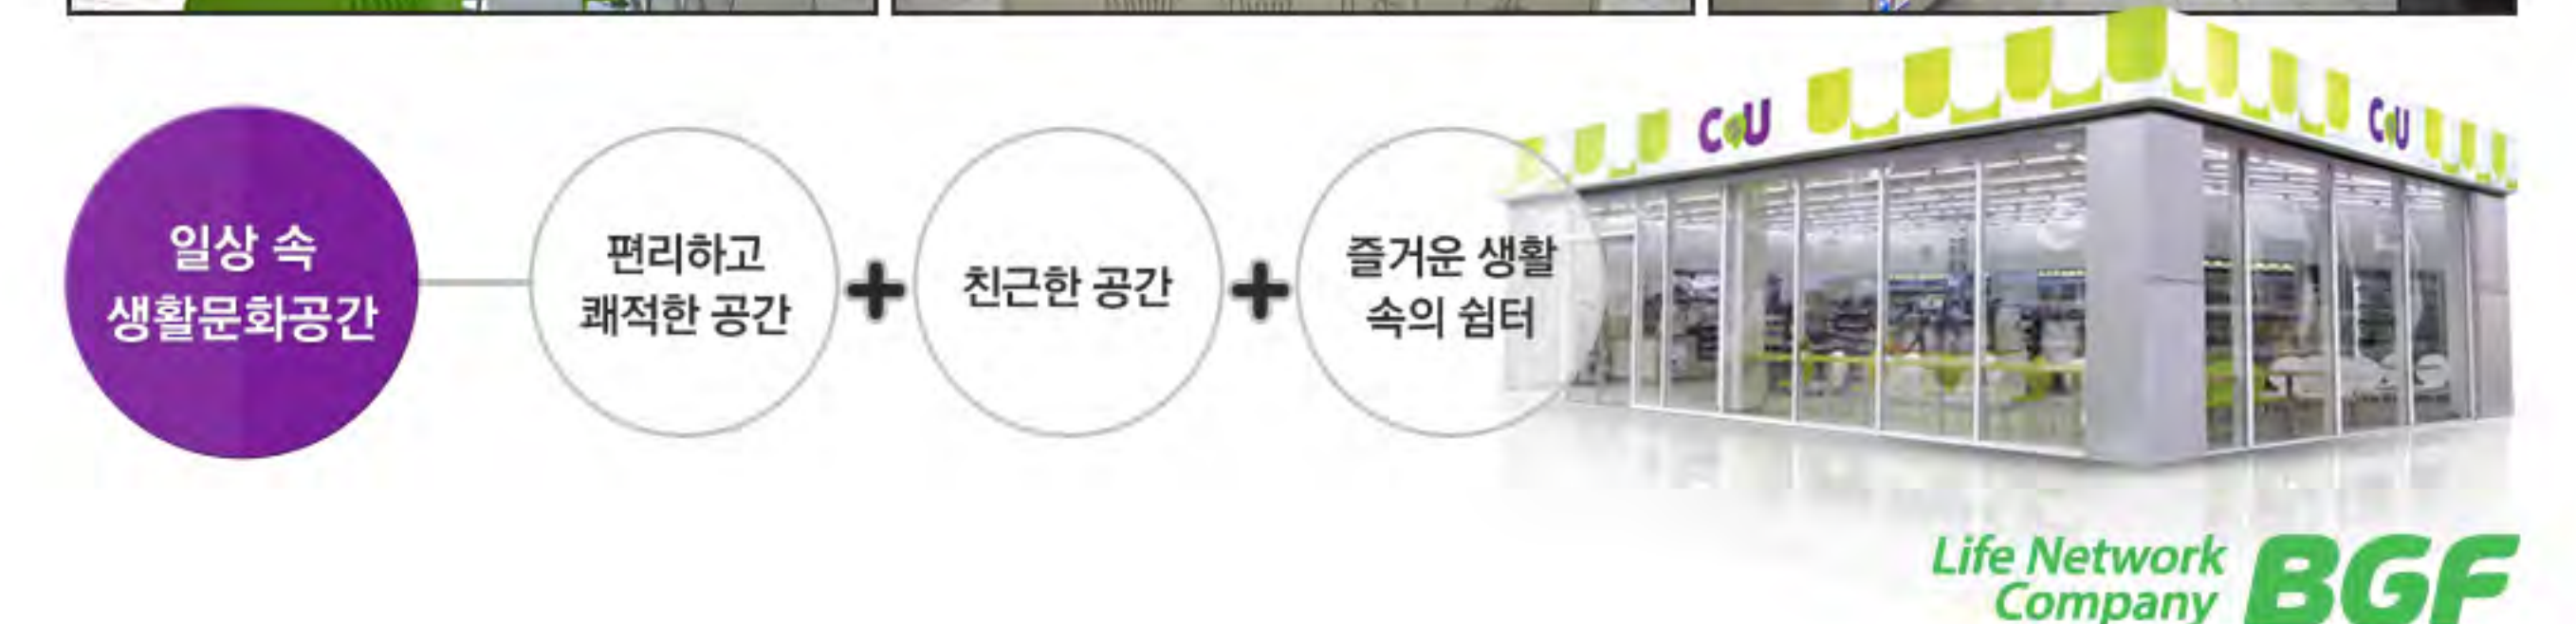 일상 속
생활문화공간
편리하고
쾌적한 공간
+
친근한 공간
+
즐거운 생활
속의 쉼터
CU
CU
Life Network
Company
BGF